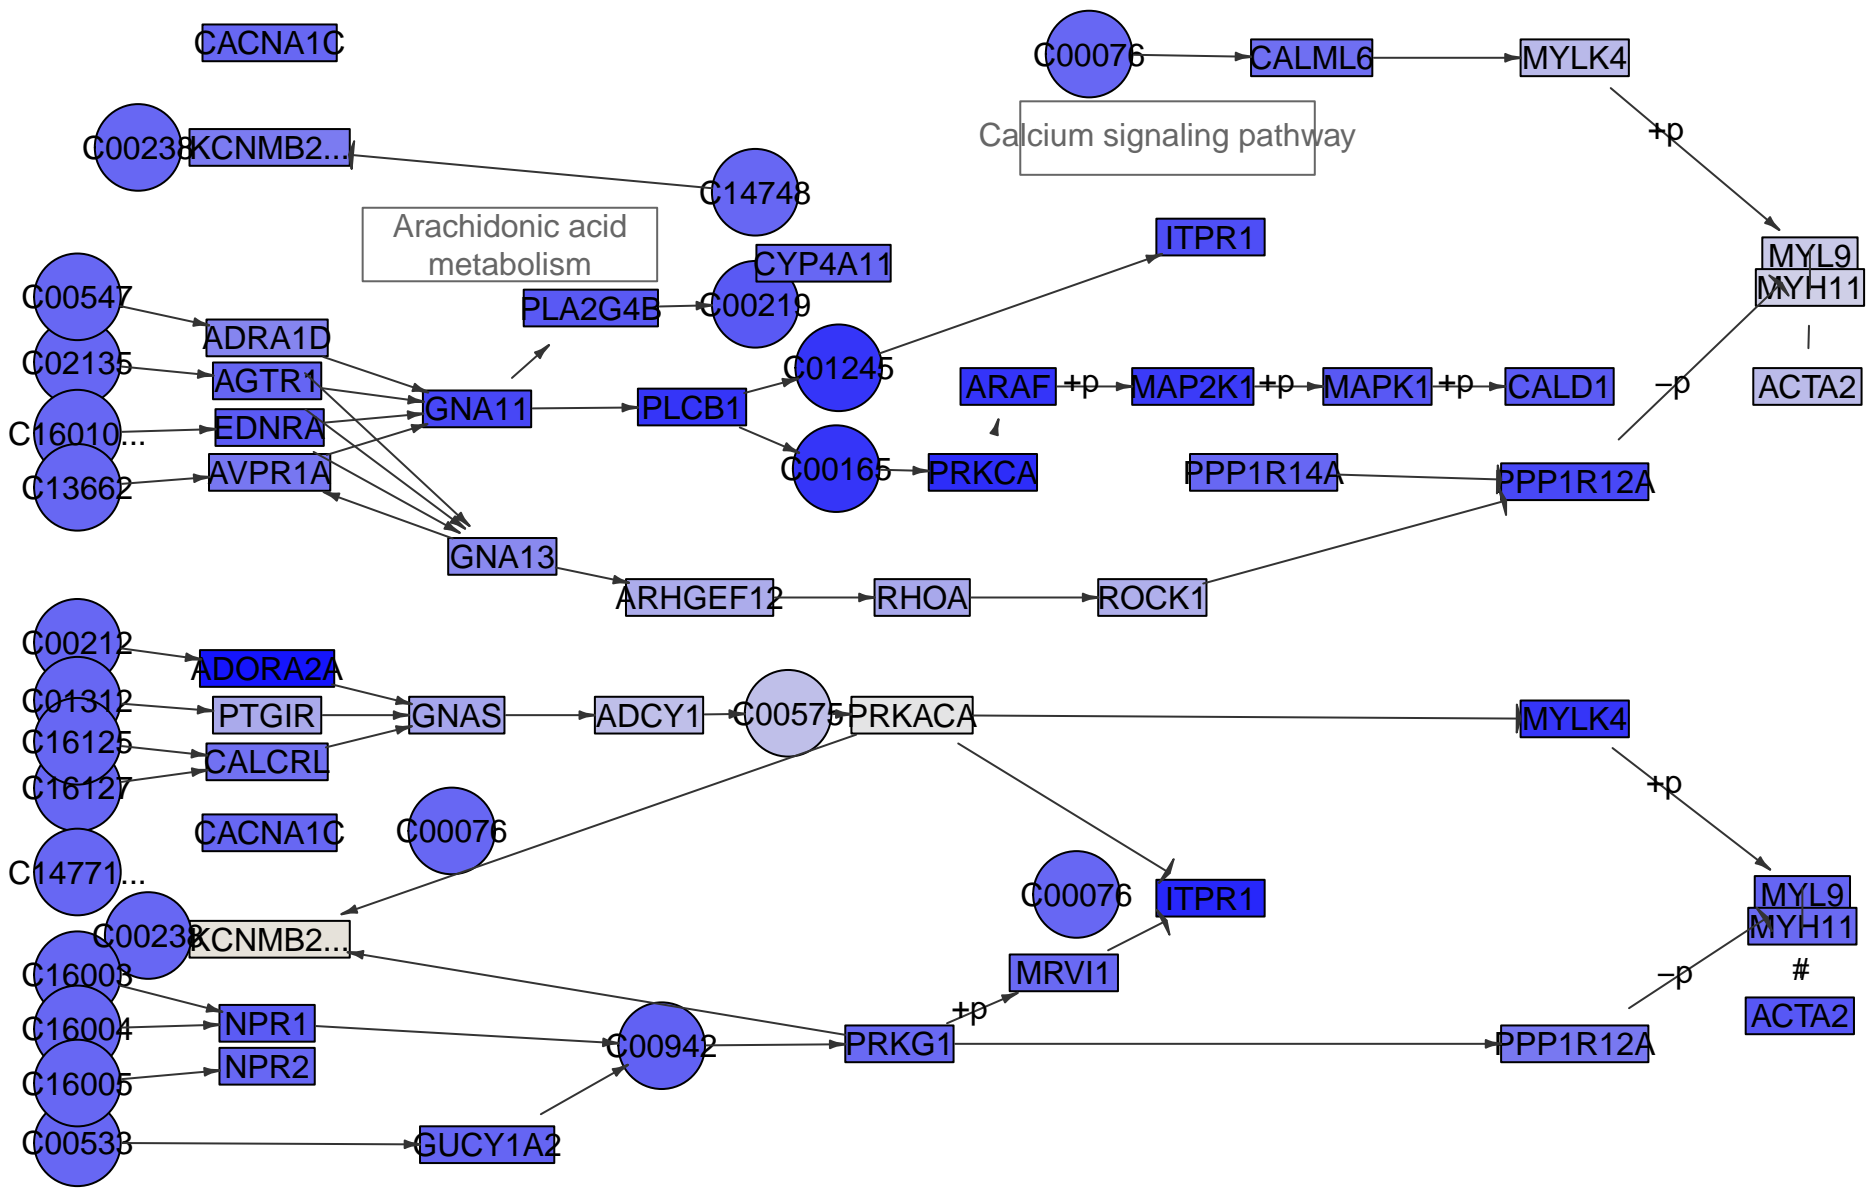 CACNA1C
C00076
CALML6
MYLK4
+p
Calcium signaling pathway
C00238
KCNMB2...
C14748
Arachidonic acid
metabolism
CYP4A11
ITPR1
MYL9
MYH11
C00547
PLA2G4B
C00219
ADRA1D
C02135
AGTR1
C01245
ARAF
+p
MAP2K1
+p
MAPK1
+p
CALD1
−p
ACTA2
GNA11
PLCB1
C16010...
EDNRA
C00165
PRKCA
PPP1R14A
PPP1R12A
C13662
AVPR1A
GNA13
ARHGEF12
RHOA
ROCK1
C00212
ADORA2A
C01312
PTGIR
GNAS
ADCY1
C00575
PRKACA
MYLK4
C16125
CALCRL
C16127
+p
CACNA1C
C00076
C14771...
C00076
ITPR1
MYL9
MYH11
C00238
KCNMB2...
C16003
MRVI1
−p
#
+p
C16004
NPR1
ACTA2
C00942
PRKG1
PPP1R12A
NPR2
C16005
C00533
GUCY1A2